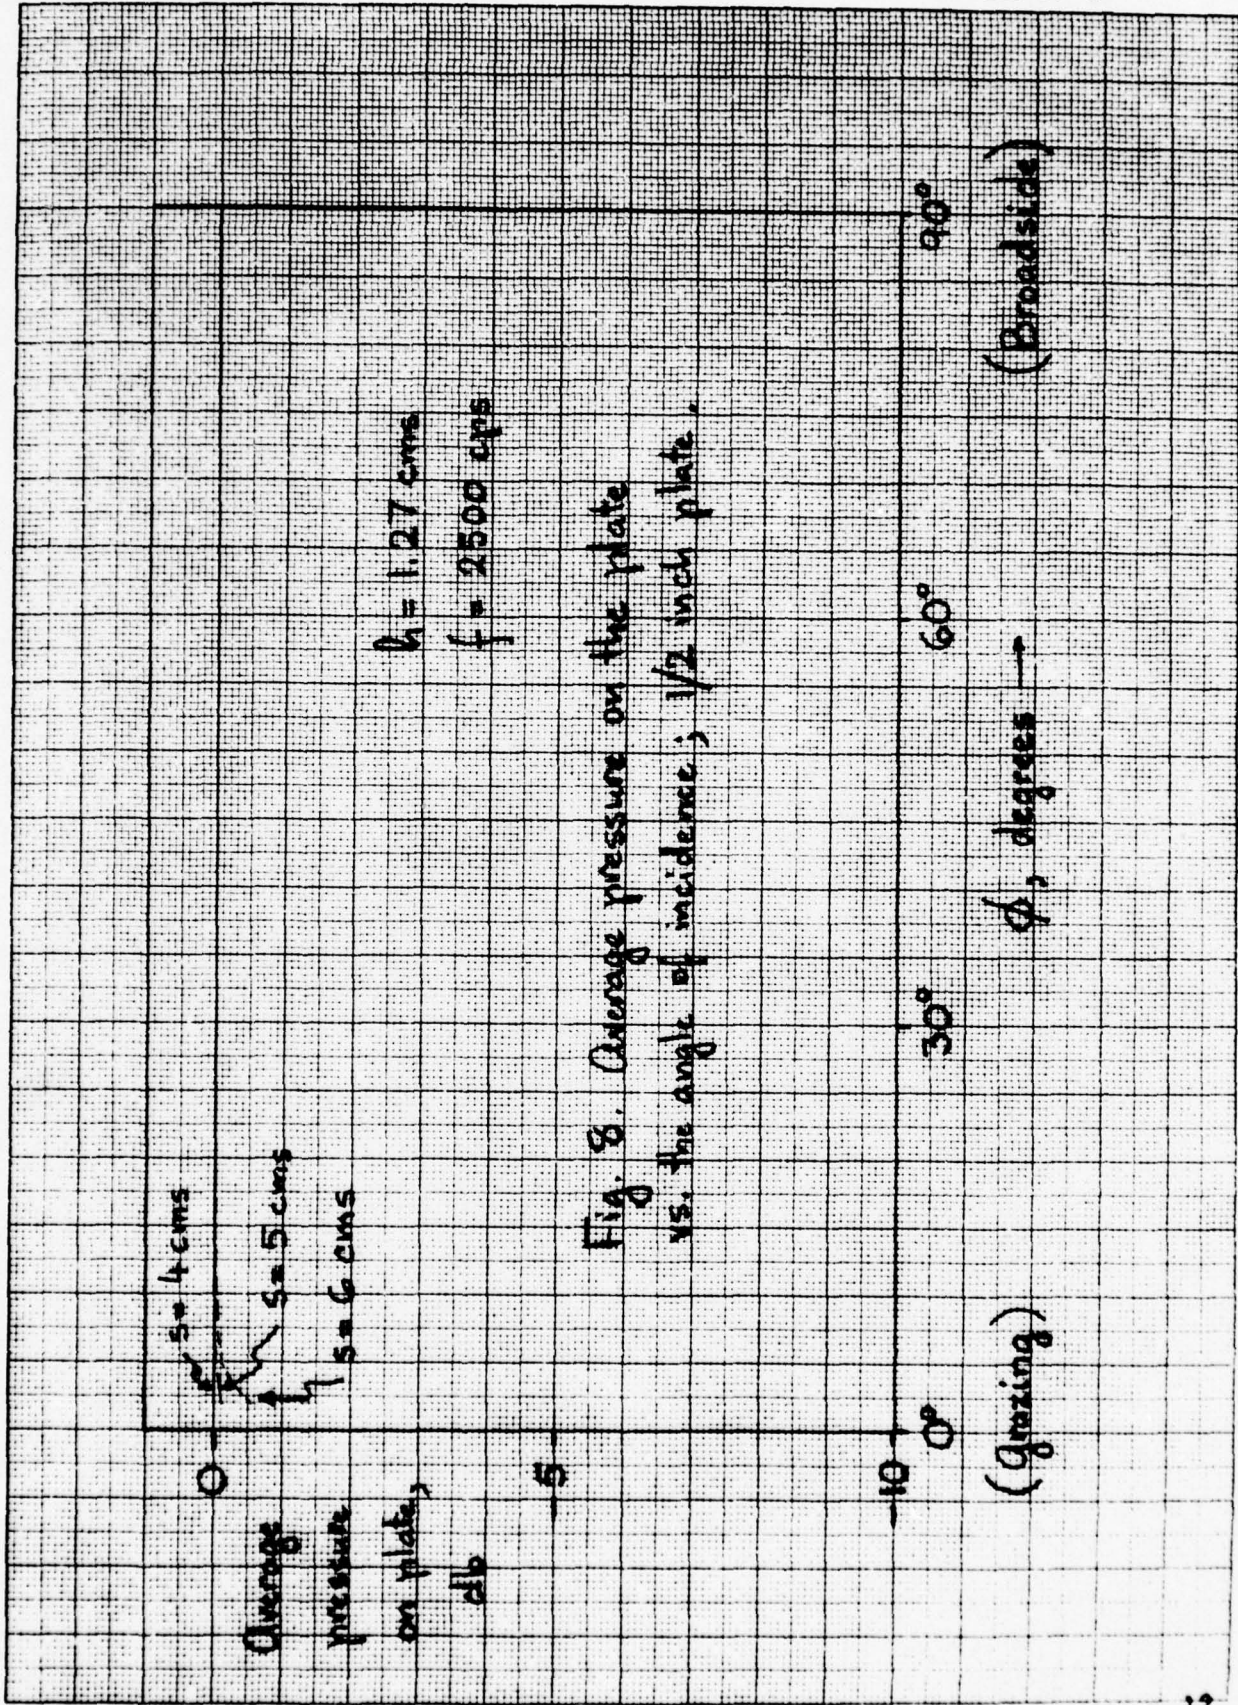 s = 4 cms
s = 5 cms
s = 6 cms
0
-5
-10
Average
pressure
on plate,
db
h = 1.27 cms
f = 2500 cps
Fig. 8. Average pressure on the plate
vs. the angle of incidence; 1/2 inch plate.
0° 30° 60° 90°
(grazing) ϕ, degrees → (Broadside)